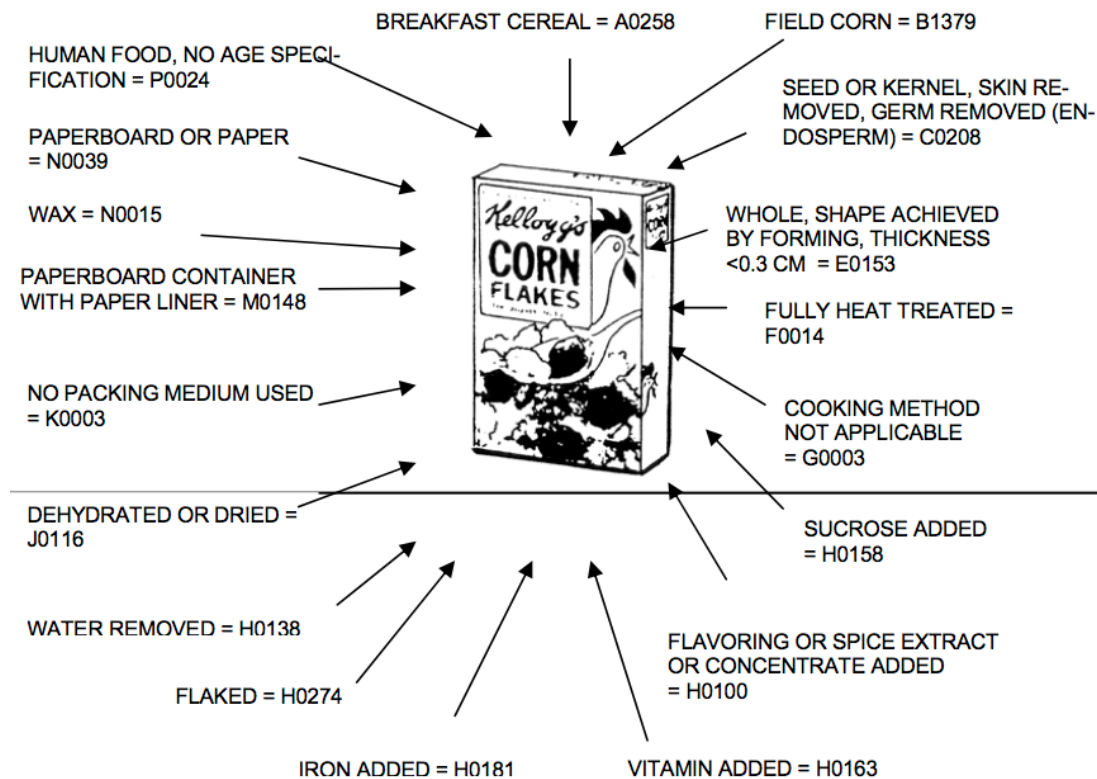 BREAKFAST CEREAL = A0258
FIELD CORN = B1379
HUMAN FOOD, NO AGE SPECI-
FICATION = P0024
SEED OR KERNEL, SKIN RE-
MOVED, GERM REMOVED (EN-
DOSPERM) = C0208
PAPERBOARD OR PAPER
= N0039
WAX = N0015
WHOLE, SHAPE ACHIEVED
BY FORMING, THICKNESS
<0.3 CM = E0153
PAPERBOARD CONTAINER
WITH PAPER LINER = M0148
Kellogg's
CORN
FLAKES
CORN
FULLY HEAT TREATED =
F0014
NO PACKING MEDIUM USED
= K0003
COOKING METHOD
NOT APPLICABLE
= G0003
DEHYDRATED OR DRIED =
J0116
SUCROSE ADDED
= H0158
WATER REMOVED = H0138
FLAVORING OR SPICE EXTRACT
OR CONCENTRATE ADDED
= H0100
FLAKED = H0274
IRON ADDED = H0181
VITAMIN ADDED = H0163